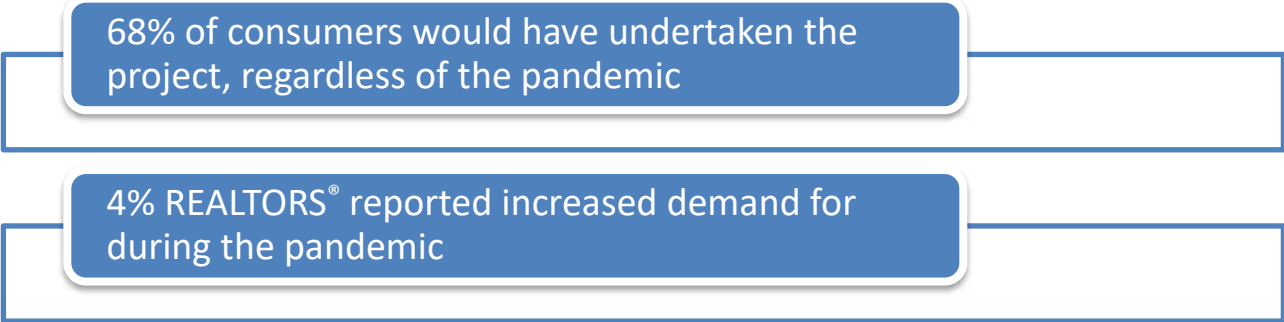 68% of consumers would have undertaken the
project, regardless of the pandemic
4% REALTORS® reported increased demand for
during the pandemic